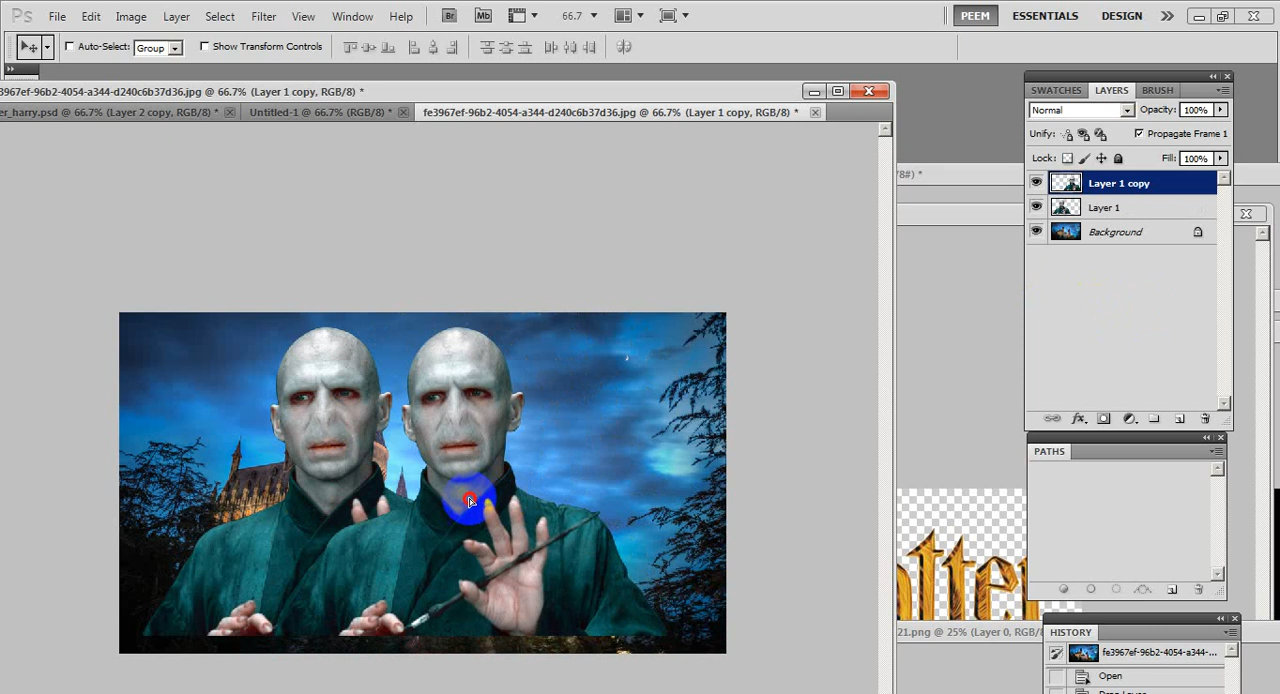 Ps File Edit Image Layer Select Filter View Window Help Br Mb 66.7 PEEM ESSENTIALS DESIGN
Auto-Select: Group Show Transform Controls
3967ef-96b2-4054-a344-d240c6b37d36.jpg @ 66.7% (Layer 1 copy, RGB/8) *
er_harry.psd @ 66.7% (Layer 2 copy, RGB/8) * Untitled-1 @ 66.7% (RGB/8) * fe3967ef-96b2-4054-a344-d240c6b37d36.jpg @ 66.7% (Layer 1 copy, RGB/8) *
/8#) *
SWATCHES LAYERS BRUSH
Normal Opacity: 100%
Unify: Propagate Frame 1
Lock: Fill: 100%
Layer 1 copy
Layer 1
Background
fx
PATHS
otter
21.png @ 25% (Layer 0, RGB/
HISTORY
fe3967ef-96b2-4054-a344-...
Open